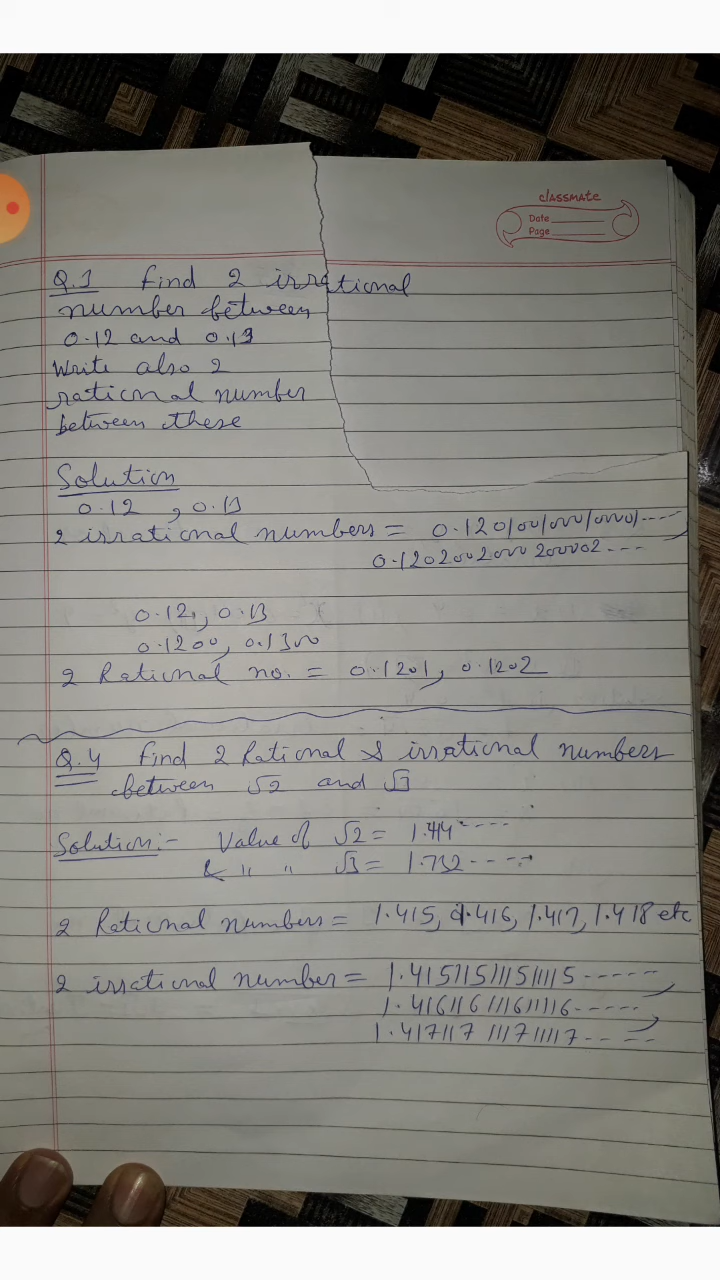 classmate
Date
Page
Q.1 Find 2 irrational
number between
0.12 and 0.13
Write also 2
rational number
between these
Solution
0.12 , 0.13
2 irrational numbers = 0.1201001000100001----
0.1202002000200002---
0.12, 0.13
0.1200, 0.1300
2 Rational no. = 0.1201, 0.1202
Q.4 Find 2 Rational & irrational numbers
between √2 and √3
Solution:- Value of √2 = 1.414----
& " " √3 = 1.732----
2 Rational numbers = 1.415, 1.416, 1.417, 1.418 etc
2 irrational number = 1.415115111511115------
1.416116111611116------
1.417117111711117-----